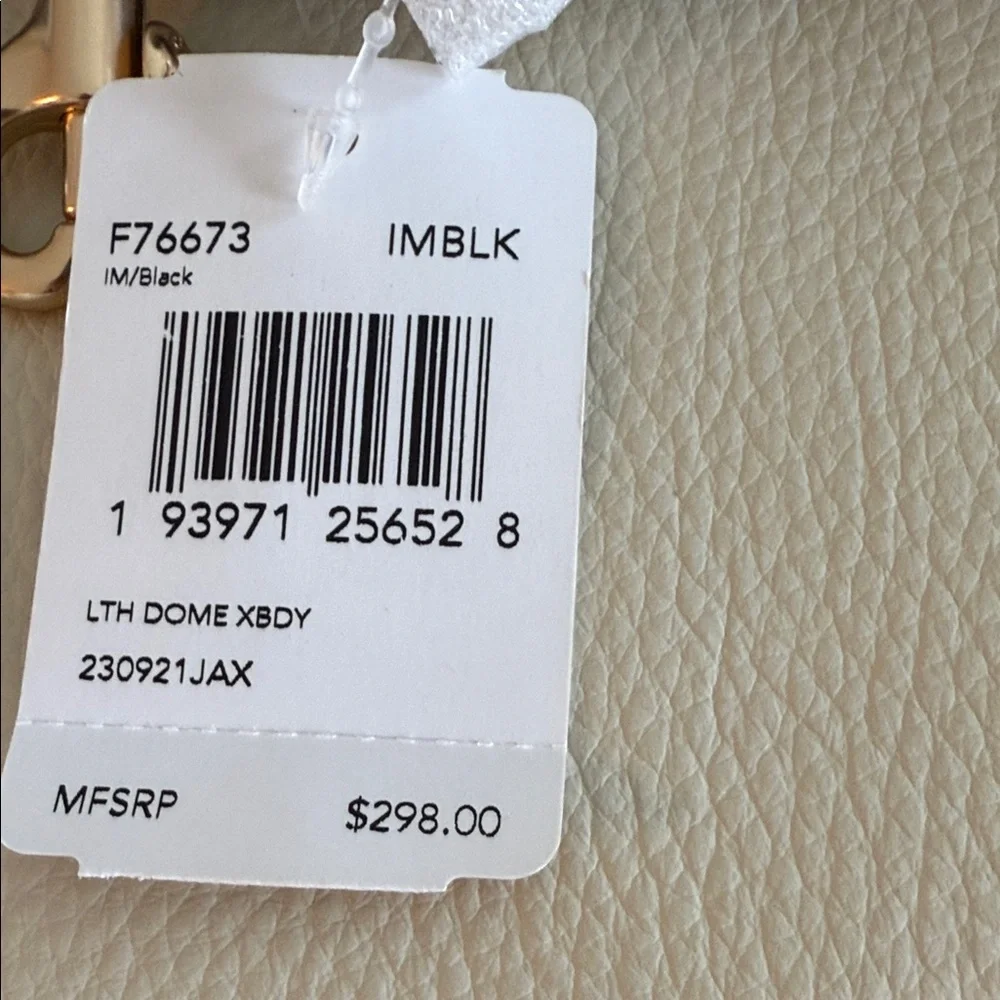 F76673 IMBLK
IM/Black
1 93971 25652 8
LTH DOME XBDY
230921JAX
MFSRP $298.00